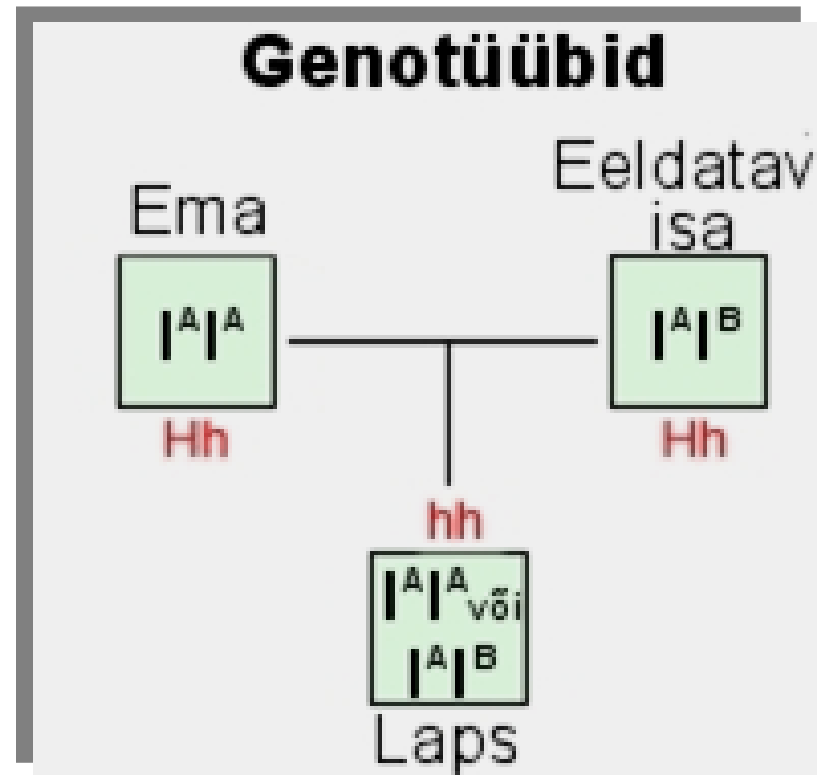 Genotüübid
Ema
Eeldatav
isa
IᴬIᴬ
IᴬIᴮ
Hh
Hh
hh
IᴬIᴬ või
IᴬIᴮ
Laps